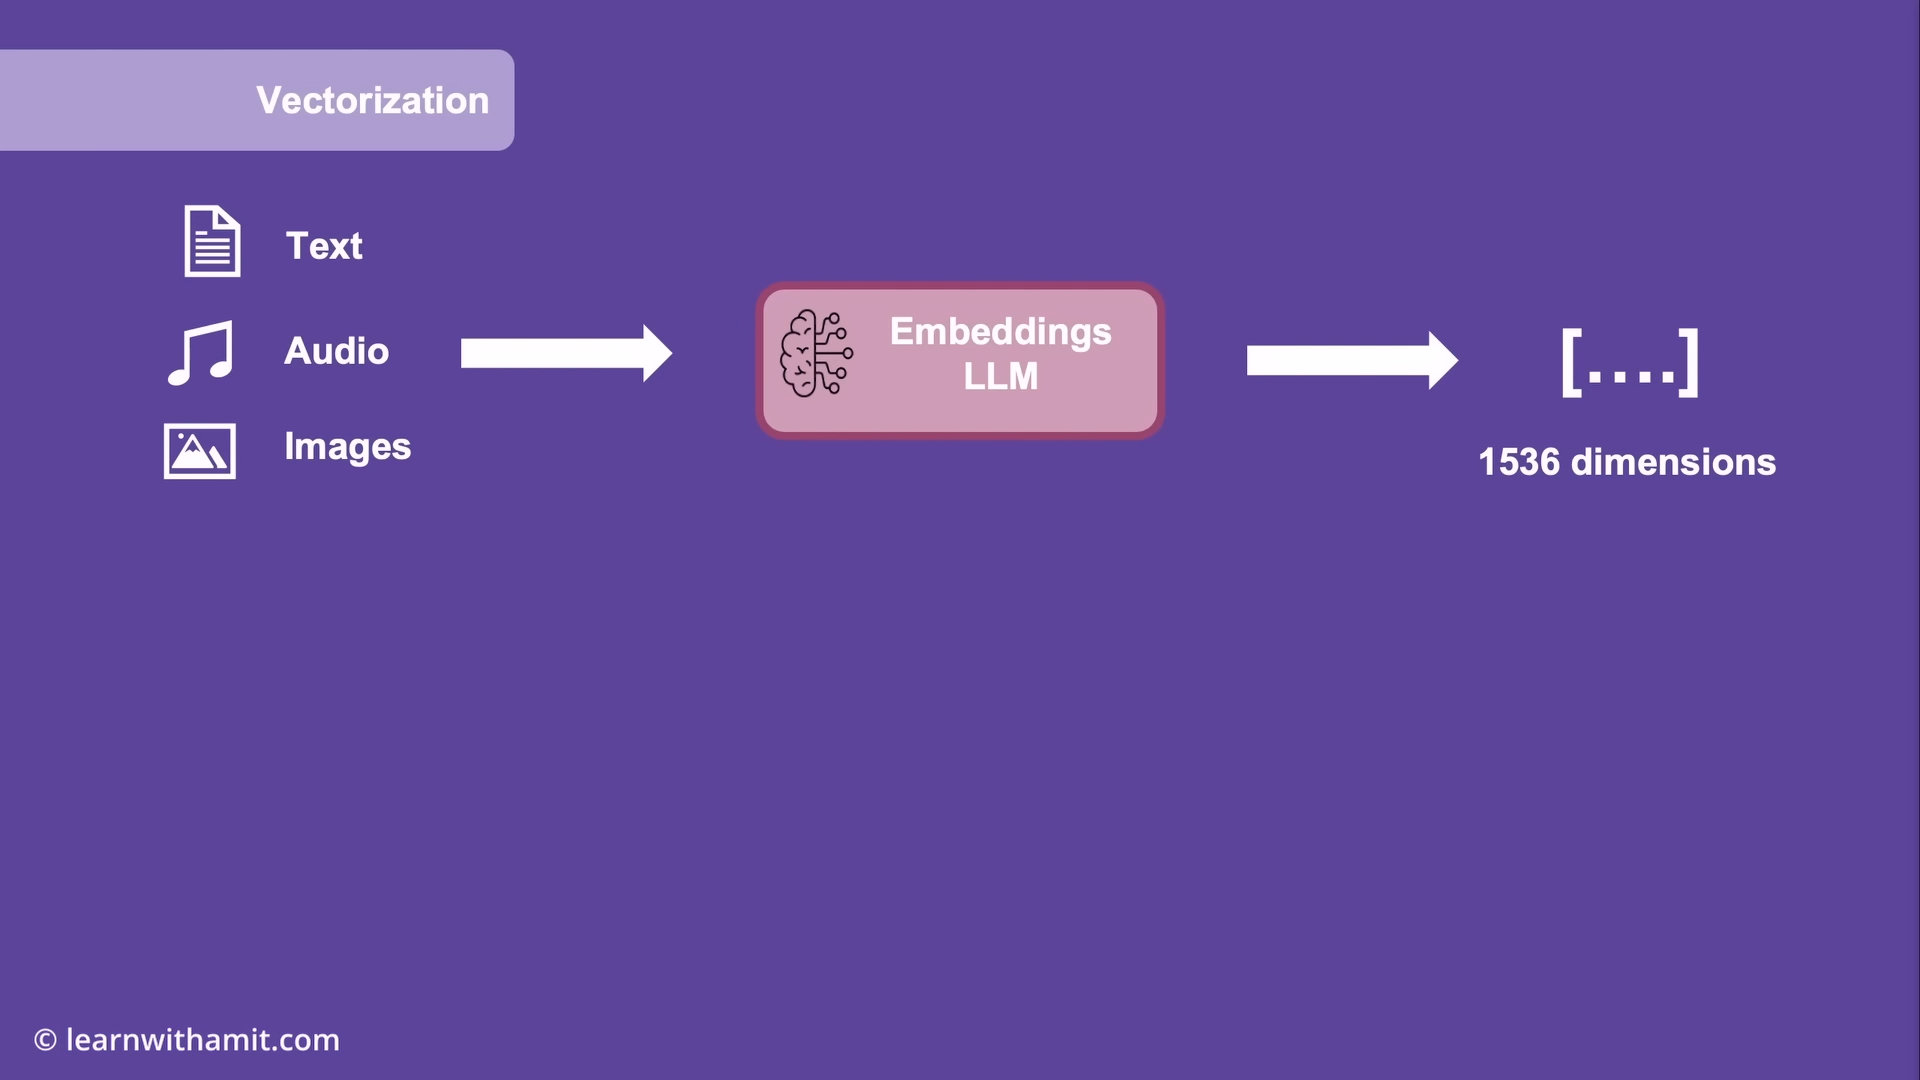 Vectorization
Text
Audio
Images
Embeddings
LLM
[....]
1536 dimensions
© learnwithamit.com